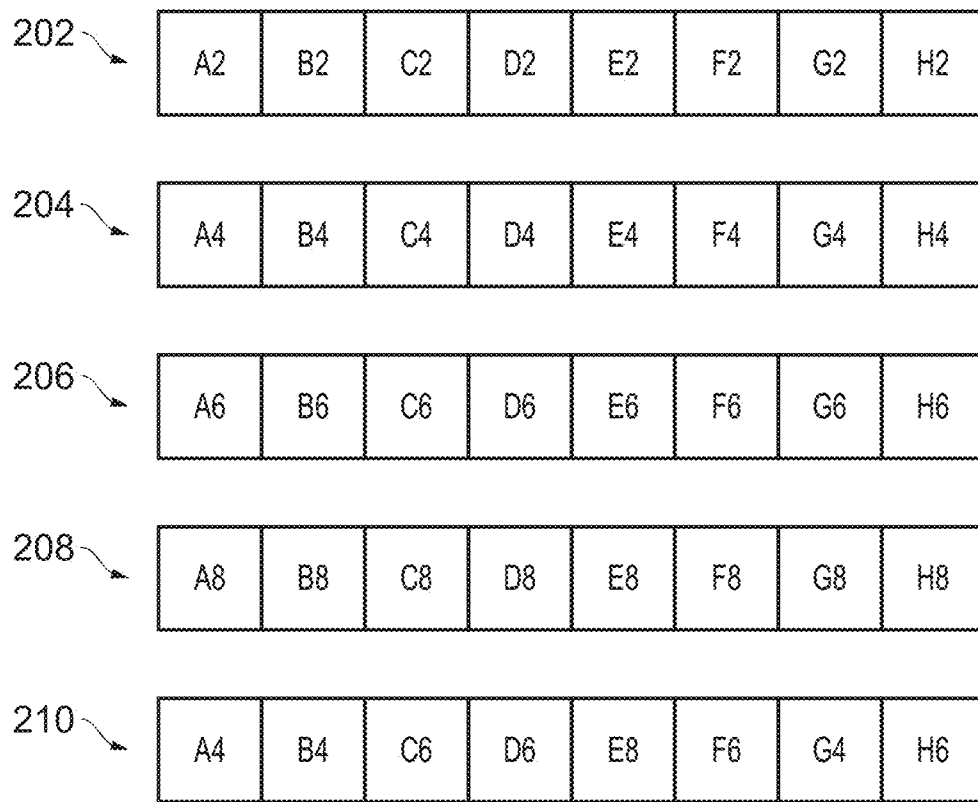 202 A2 B2 C2 D2 E2 F2 G2 H2
204 A4 B4 C4 D4 E4 F4 G4 H4
206 A6 B6 C6 D6 E6 F6 G6 H6
208 A8 B8 C8 D8 E8 F8 G8 H8
210 A4 B4 C6 D6 E8 F6 G4 H6